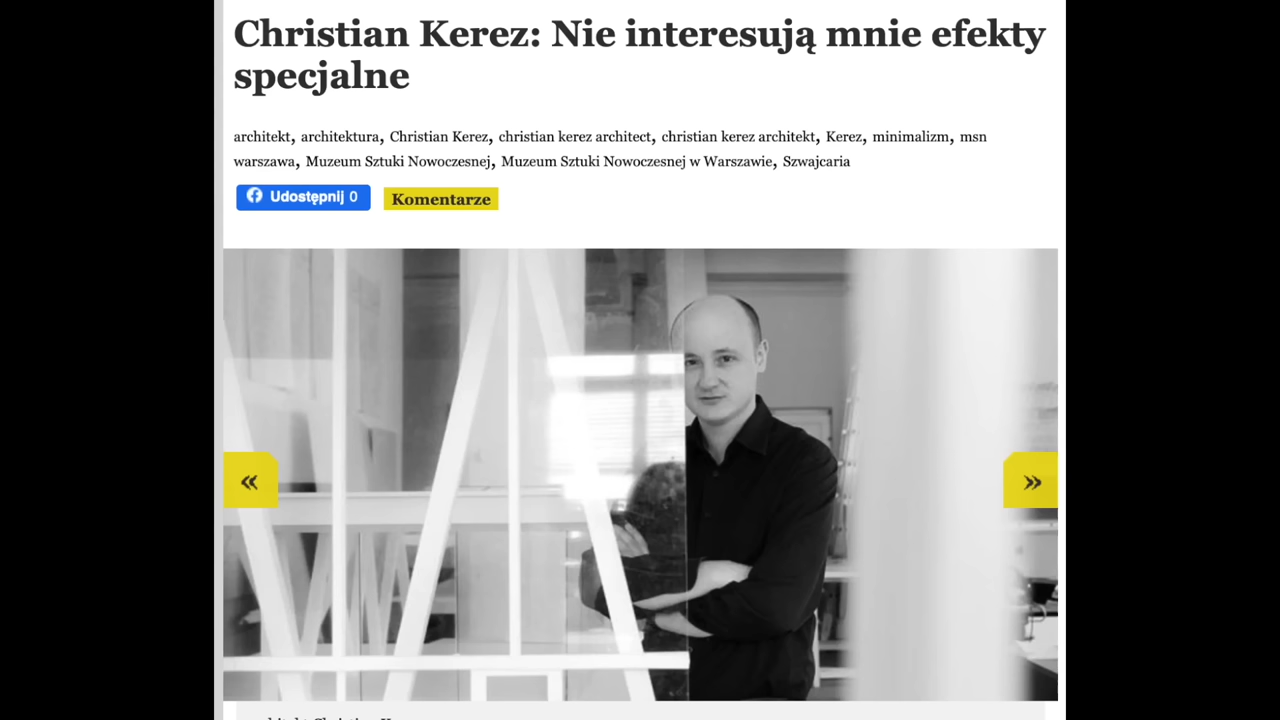 Christian Kerez: Nie interesują mnie efekty
specjalne
architekt, architektura, Christian Kerez, christian kerez architect, christian kerez architekt, Kerez, minimalizm, msn
warszawa, Muzeum Sztuki Nowoczesnej, Muzeum Sztuki Nowoczesnej w Warszawie, Szwajcaria
Udostępnij 0
Komentarze
«
»